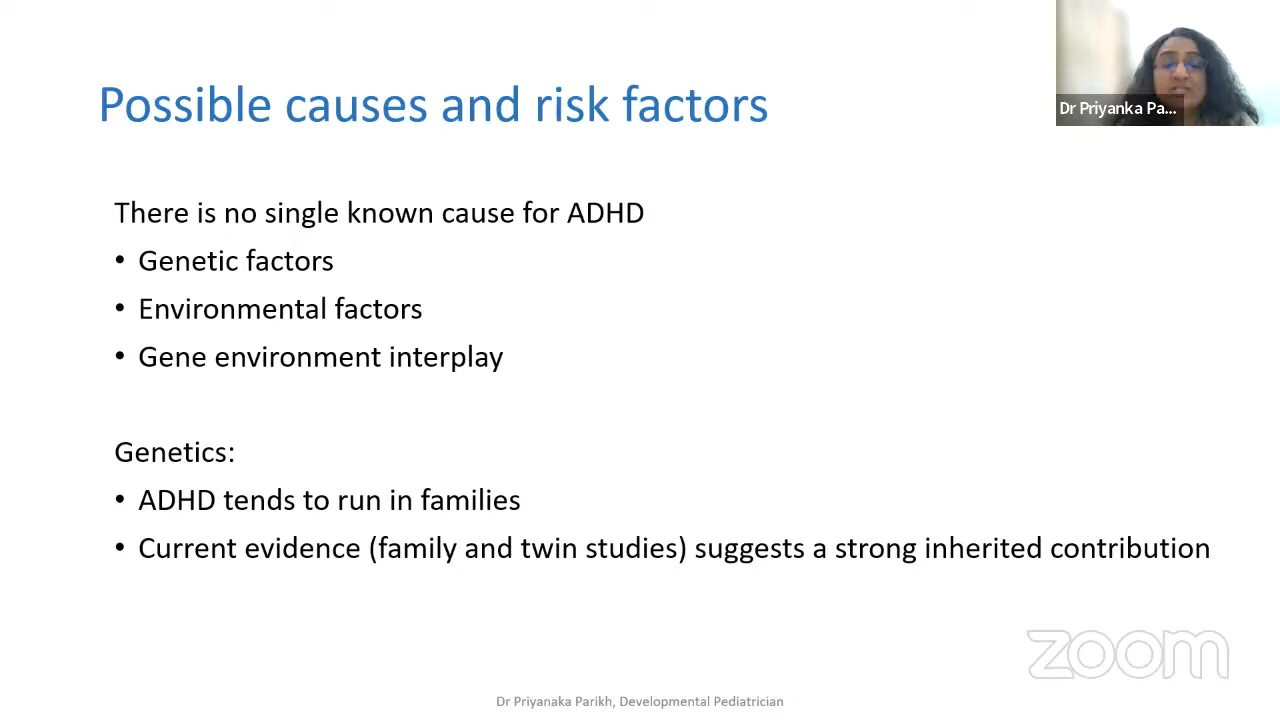 Possible causes and risk factors
Dr Priyanka Pa...
There is no single known cause for ADHD
• Genetic factors
• Environmental factors
• Gene environment interplay
Genetics:
• ADHD tends to run in families
• Current evidence (family and twin studies) suggests a strong inherited contribution
zoom
Dr Priyanaka Parikh, Developmental Pediatrician